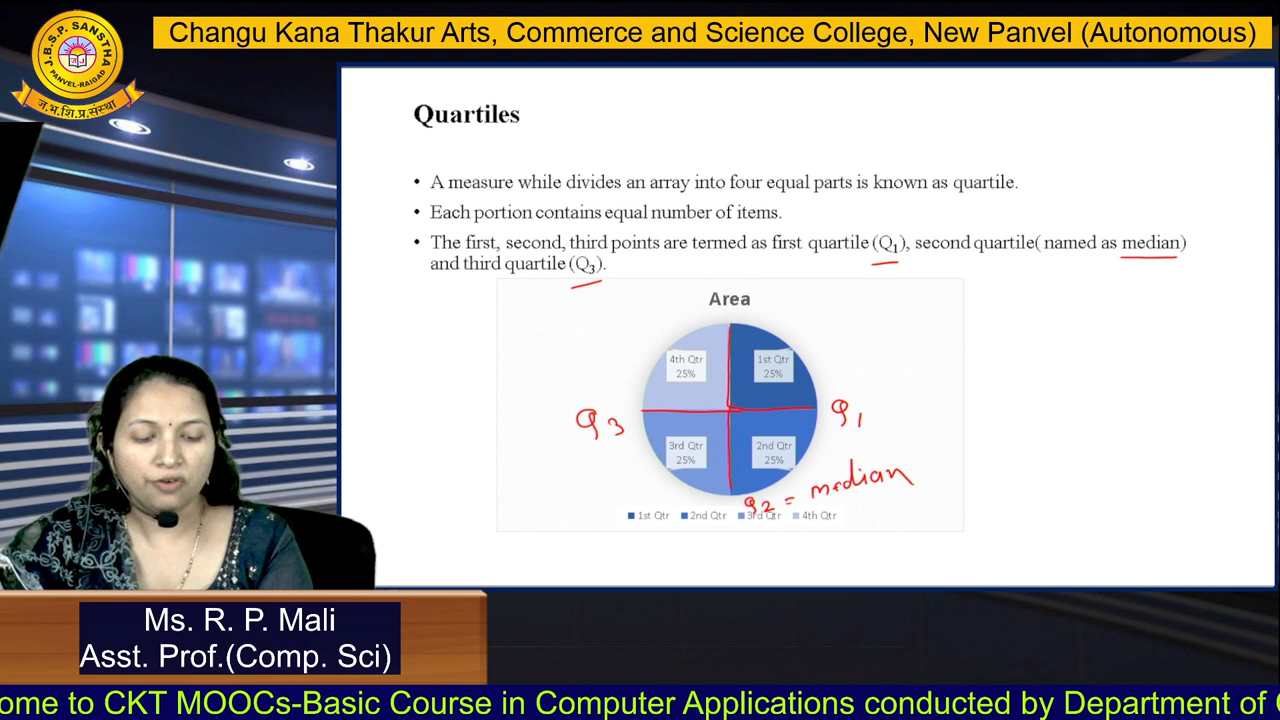 Changu Kana Thakur Arts, Commerce and Science College, New Panvel (Autonomous)
J.B.S.P. SANSTHA
PANVEL-RAIGAD
ज.भ.शि.प्र.संस्था
Quartiles
• A measure while divides an array into four equal parts is known as quartile.
• Each portion contains equal number of items.
• The first, second, third points are termed as first quartile (Q1), second quartile( named as median)
and third quartile (Q3).
Area
4th Qtr
25%
1st Qtr
25%
Q3
Q1
3rd Qtr
25%
2nd Qtr
25%
Q2 = median
1st Qtr 2nd Qtr 3rd Qtr 4th Qtr
Ms. R. P. Mali
Asst. Prof.(Comp. Sci)
ome to CKT MOOCs-Basic Course in Computer Applications conducted by Department of